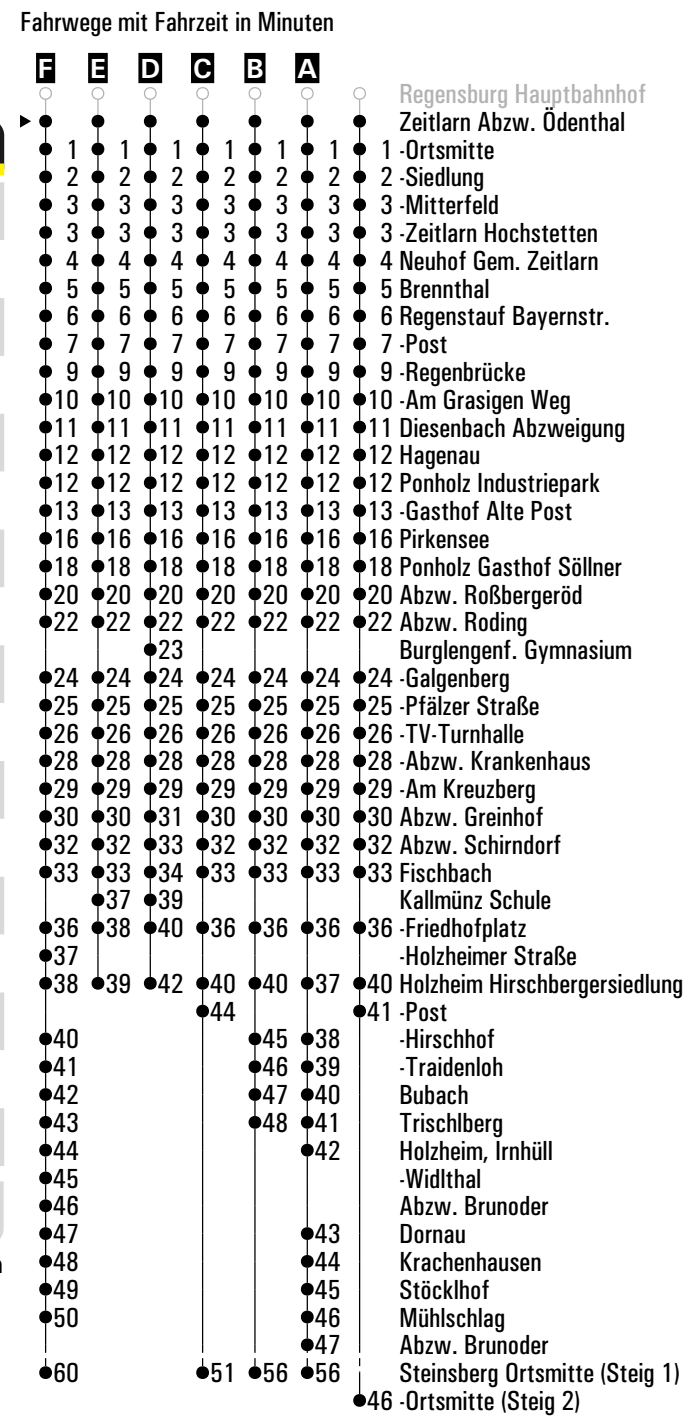 Fahrwege mit Fahrzeit in Minuten
F E D C B A
Regensburg Hauptbahnhof
Zeitlarn Abzw. Ödenthal
1 1 1 1 1 1 1 -Ortsmitte
2 2 2 2 2 2 2 -Siedlung
3 3 3 3 3 3 3 -Mitterfeld
3 3 3 3 3 3 3 -Zeitlarn Hochstetten
4 4 4 4 4 4 4 Neuhof Gem. Zeitlarn
5 5 5 5 5 5 5 Brennthal
6 6 6 6 6 6 6 Regenstauf Bayernstr.
7 7 7 7 7 7 7 -Post
9 9 9 9 9 9 9 -Regenbrücke
10 10 10 10 10 10 10 -Am Grasigen Weg
11 11 11 11 11 11 11 Diesenbach Abzweigung
12 12 12 12 12 12 12 Hagenau
12 12 12 12 12 12 12 Ponholz Industriepark
13 13 13 13 13 13 13 -Gasthof Alte Post
16 16 16 16 16 16 16 Pirkensee
18 18 18 18 18 18 18 Ponholz Gasthof Söllner
20 20 20 20 20 20 20 Abzw. Roßbergeröd
22 22 22 22 22 22 22 Abzw. Roding
23 Burglengenf. Gymnasium
24 24 24 24 24 24 24 -Galgenberg
25 25 25 25 25 25 25 -Pfälzer Straße
26 26 26 26 26 26 26 -TV-Turnhalle
28 28 28 28 28 28 28 -Abzw. Krankenhaus
29 29 29 29 29 29 29 -Am Kreuzberg
30 30 31 30 30 30 30 Abzw. Greinhof
32 32 33 32 32 32 32 Abzw. Schirndorf
33 33 34 33 33 33 33 Fischbach
37 39 Kallmünz Schule
36 38 40 36 36 36 36 -Friedhofplatz
37 -Holzheimer Straße
38 39 42 40 40 37 40 Holzheim Hirschbergersiedlung
44 41 -Post
40 45 38 -Hirschhof
41 46 39 -Traidenloh
42 47 40 Bubach
43 48 41 Trischlberg
44 42 Holzheim, Irnhüll
45 -Widlthal
46 Abzw. Brunoder
47 43 Dornau
48 44 Krachenhausen
49 45 Stöcklhof
50 46 Mühlschlag
47 Abzw. Brunoder
60 51 56 56 Steinsberg Ortsmitte (Steig 1)
46 -Ortsmitte (Steig 2)